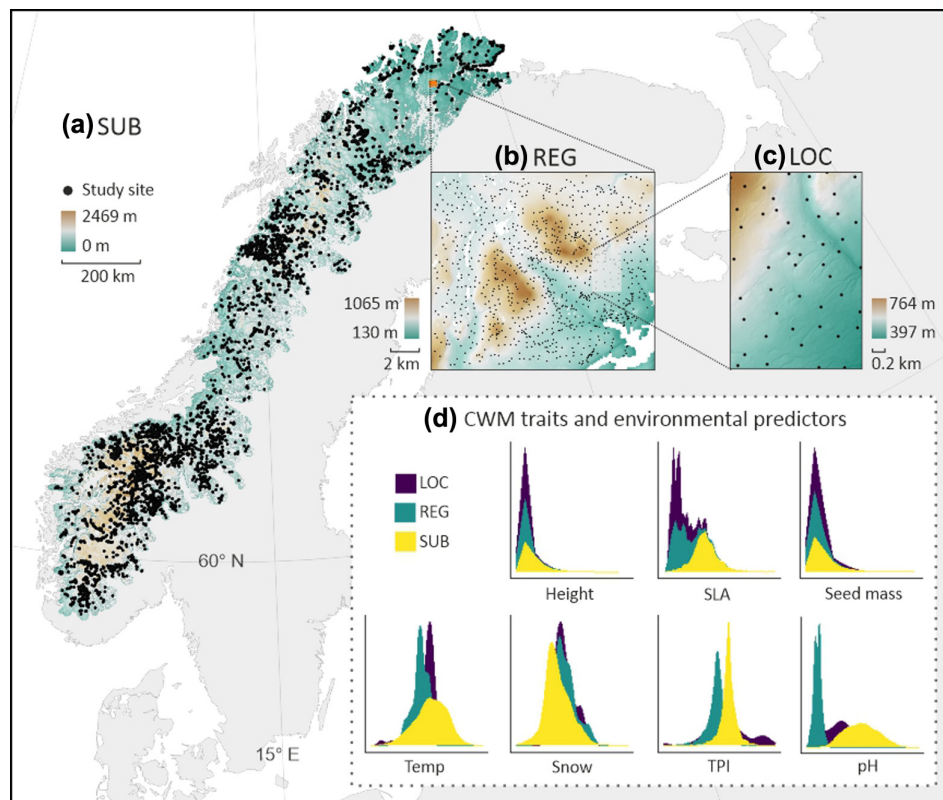 (a) SUB
Study site
2469 m
0 m
200 km
(b) REG
1065 m
130 m
2 km
(c) LOC
764 m
397 m
0.2 km
60° N
15° E
(d) CWM traits and environmental predictors
LOC
REG
SUB
Height SLA Seed mass
Temp Snow TPI pH